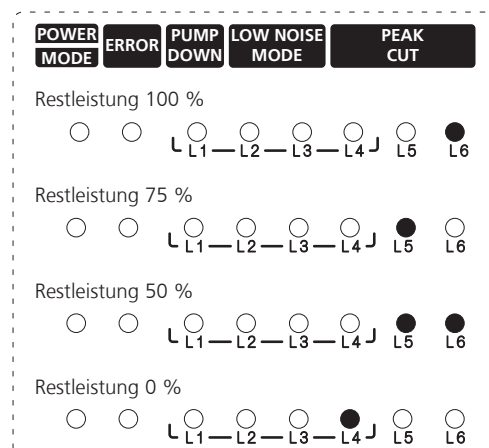 POWER MODE ERROR PUMP DOWN LOW NOISE MODE PEAK CUT
Restleistung 100 %
L1 L2 L3 L4 L5 L6
Restleistung 75 %
L1 L2 L3 L4 L5 L6
Restleistung 50 %
L1 L2 L3 L4 L5 L6
Restleistung 0 %
L1 L2 L3 L4 L5 L6